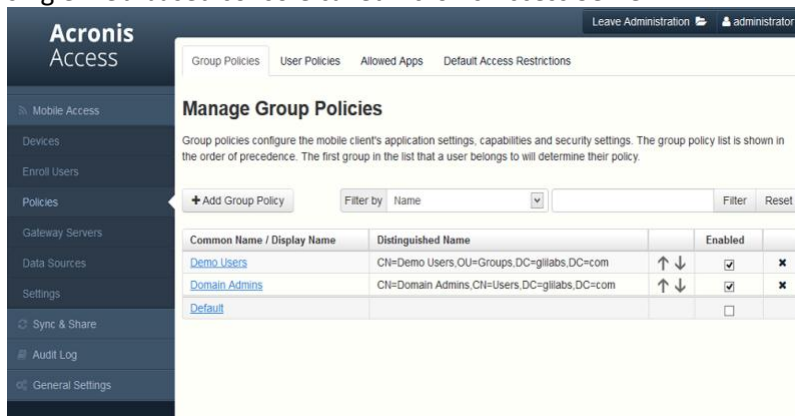 Leave Administration
administrator
Acronis
Access
Group Policies
User Policies
Allowed Apps
Default Access Restrictions
Mobile Access
Devices
Enroll Users
Policies
Gateway Servers
Data Sources
Settings
Sync & Share
Audit Log
General Settings
Manage Group Policies
Group policies configure the mobile client's application settings, capabilities and security settings. The group policy list is shown in
the order of precedence. The first group in the list that a user belongs to will determine their policy.
+ Add Group Policy
Filter by Name
Filter
Reset
Common Name / Display Name Distinguished Name Enabled
Demo Users CN=Demo Users,OU=Groups,DC=glilabs,DC=com
Domain Admins CN=Domain Admins,CN=Users,DC=glilabs,DC=com
Default